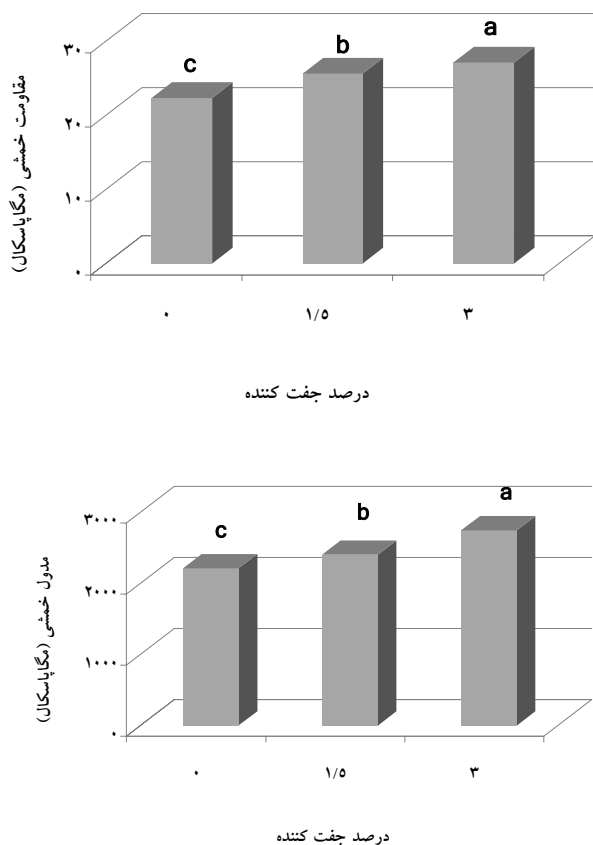 a
b
c
۳۰
۲۰
۱۰
۰
مقاومت خمشی (مگاپاسکال)
۰
۱/۵
۳
درصد جفت کننده
a
b
c
۳۰۰۰
۲۰۰۰
۱۰۰۰
۰
مدول خمشی (مگاپاسکال)
۰
۱/۵
۳
درصد جفت کننده